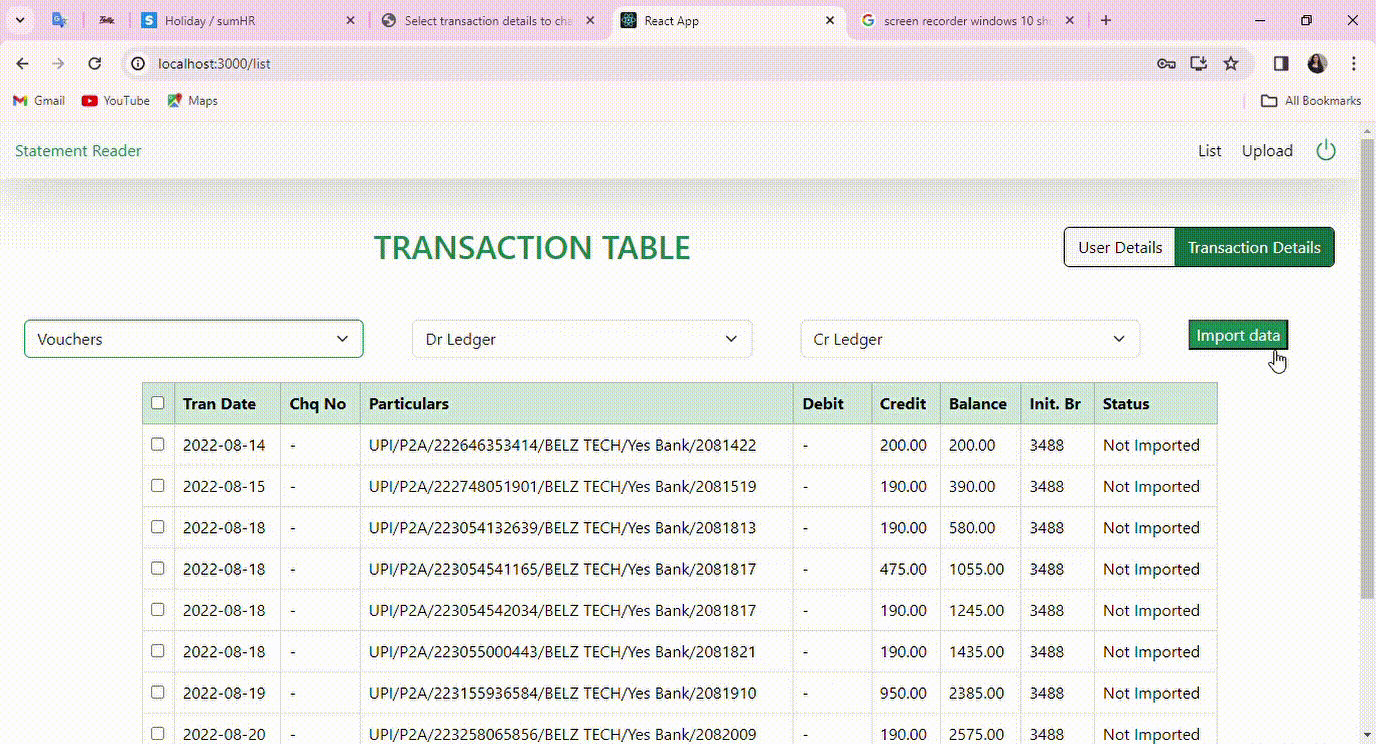 Holiday / sumHR
Select transaction details to cha
React App
screen recorder windows 10 sho
localhost:3000/list
Gmail YouTube Maps All Bookmarks
Statement Reader List Upload
TRANSACTION TABLE User Details Transaction Details
Vouchers Dr Ledger Cr Ledger Import data
Tran Date Chq No Particulars Debit Credit Balance Init. Br Status
2022-08-14 - UPI/P2A/222646353414/BELZ TECH/Yes Bank/2081422 - 200.00 200.00 3488 Not Imported
2022-08-15 - UPI/P2A/222748051901/BELZ TECH/Yes Bank/2081519 - 190.00 390.00 3488 Not Imported
2022-08-18 - UPI/P2A/223054132639/BELZ TECH/Yes Bank/2081813 - 190.00 580.00 3488 Not Imported
2022-08-18 - UPI/P2A/223054541165/BELZ TECH/Yes Bank/2081817 - 475.00 1055.00 3488 Not Imported
2022-08-18 - UPI/P2A/223054542034/BELZ TECH/Yes Bank/2081817 - 190.00 1245.00 3488 Not Imported
2022-08-18 - UPI/P2A/223055000443/BELZ TECH/Yes Bank/2081821 - 190.00 1435.00 3488 Not Imported
2022-08-19 - UPI/P2A/223155936584/BELZ TECH/Yes Bank/2081910 - 950.00 2385.00 3488 Not Imported
2022-08-20 - UPI/P2A/223258065856/BELZ TECH/Yes Bank/2082009 - 190.00 2575.00 3488 Not Imported